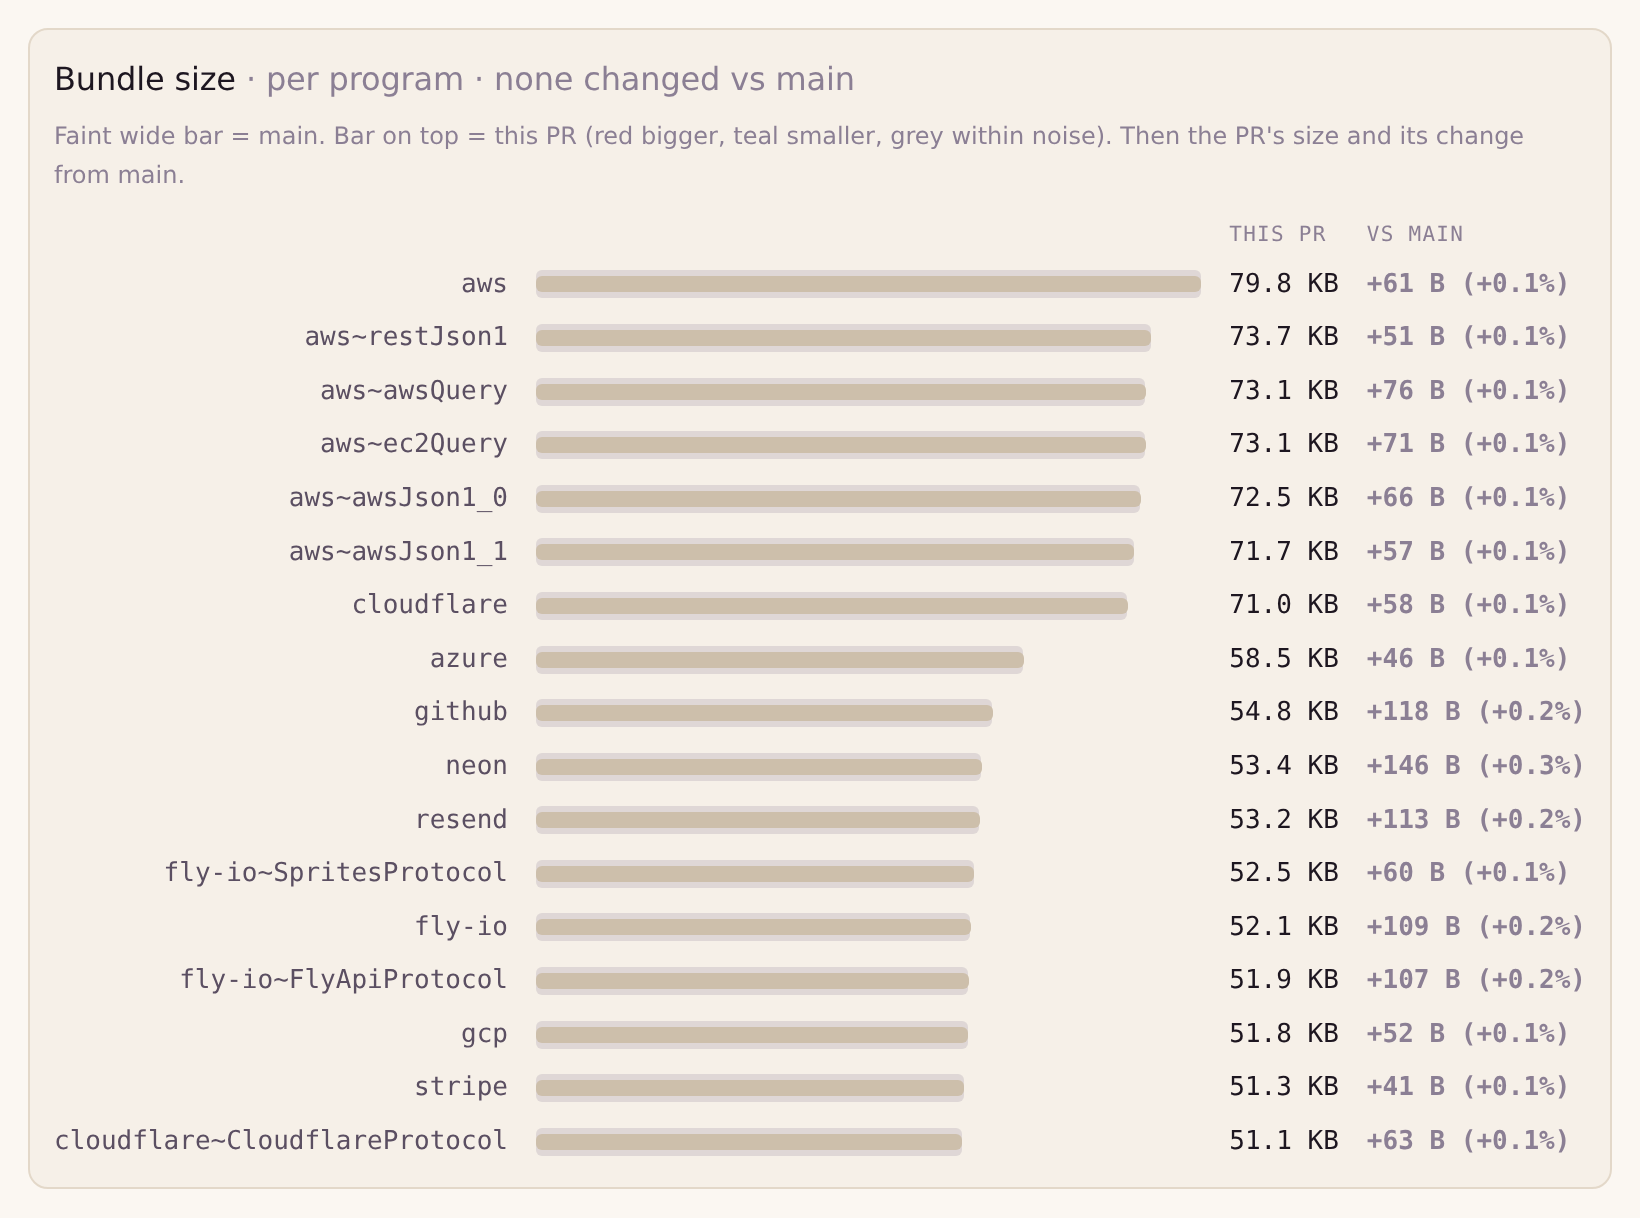 Bundle size · per program · none changed vs main
Faint wide bar = main. Bar on top = this PR (red bigger, teal smaller, grey within noise). Then the PR's size and its change
from main.
THIS PR VS MAIN
aws 79.8 KB +61 B (+0.1%)
aws~restJson1 73.7 KB +51 B (+0.1%)
aws~awsQuery 73.1 KB +76 B (+0.1%)
aws~ec2Query 73.1 KB +71 B (+0.1%)
aws~awsJson1_0 72.5 KB +66 B (+0.1%)
aws~awsJson1_1 71.7 KB +57 B (+0.1%)
cloudflare 71.0 KB +58 B (+0.1%)
azure 58.5 KB +46 B (+0.1%)
github 54.8 KB +118 B (+0.2%)
neon 53.4 KB +146 B (+0.3%)
resend 53.2 KB +113 B (+0.2%)
fly-io~SpritesProtocol 52.5 KB +60 B (+0.1%)
fly-io 52.1 KB +109 B (+0.2%)
fly-io~FlyApiProtocol 51.9 KB +107 B (+0.2%)
gcp 51.8 KB +52 B (+0.1%)
stripe 51.3 KB +41 B (+0.1%)
cloudflare~CloudflareProtocol 51.1 KB +63 B (+0.1%)